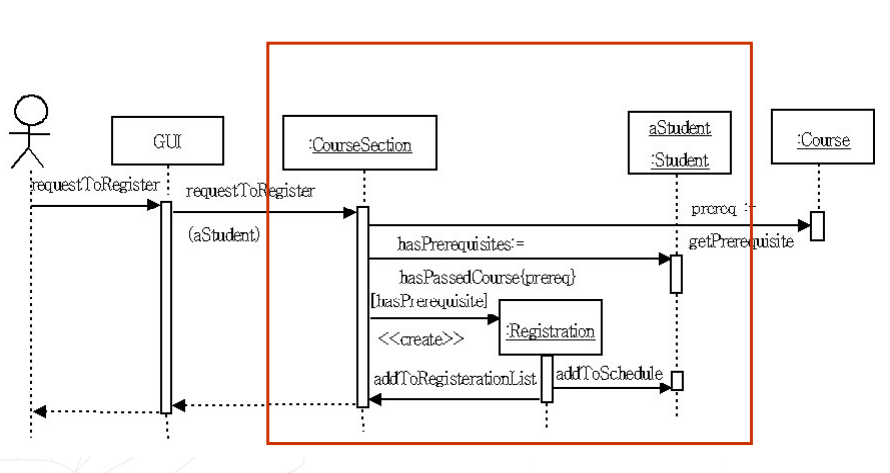 GUI
:CourseSection
aStudent
:Student
:Course
requestToRegister
requestToRegister
(aStudent)
prereq :=
getPrerequisite
hasPrerequisites:=
hasPassedCourse{prereq}
[hasPrerequisite]
<<create>>
:Registration
addToRegisterationList
addToSchedule